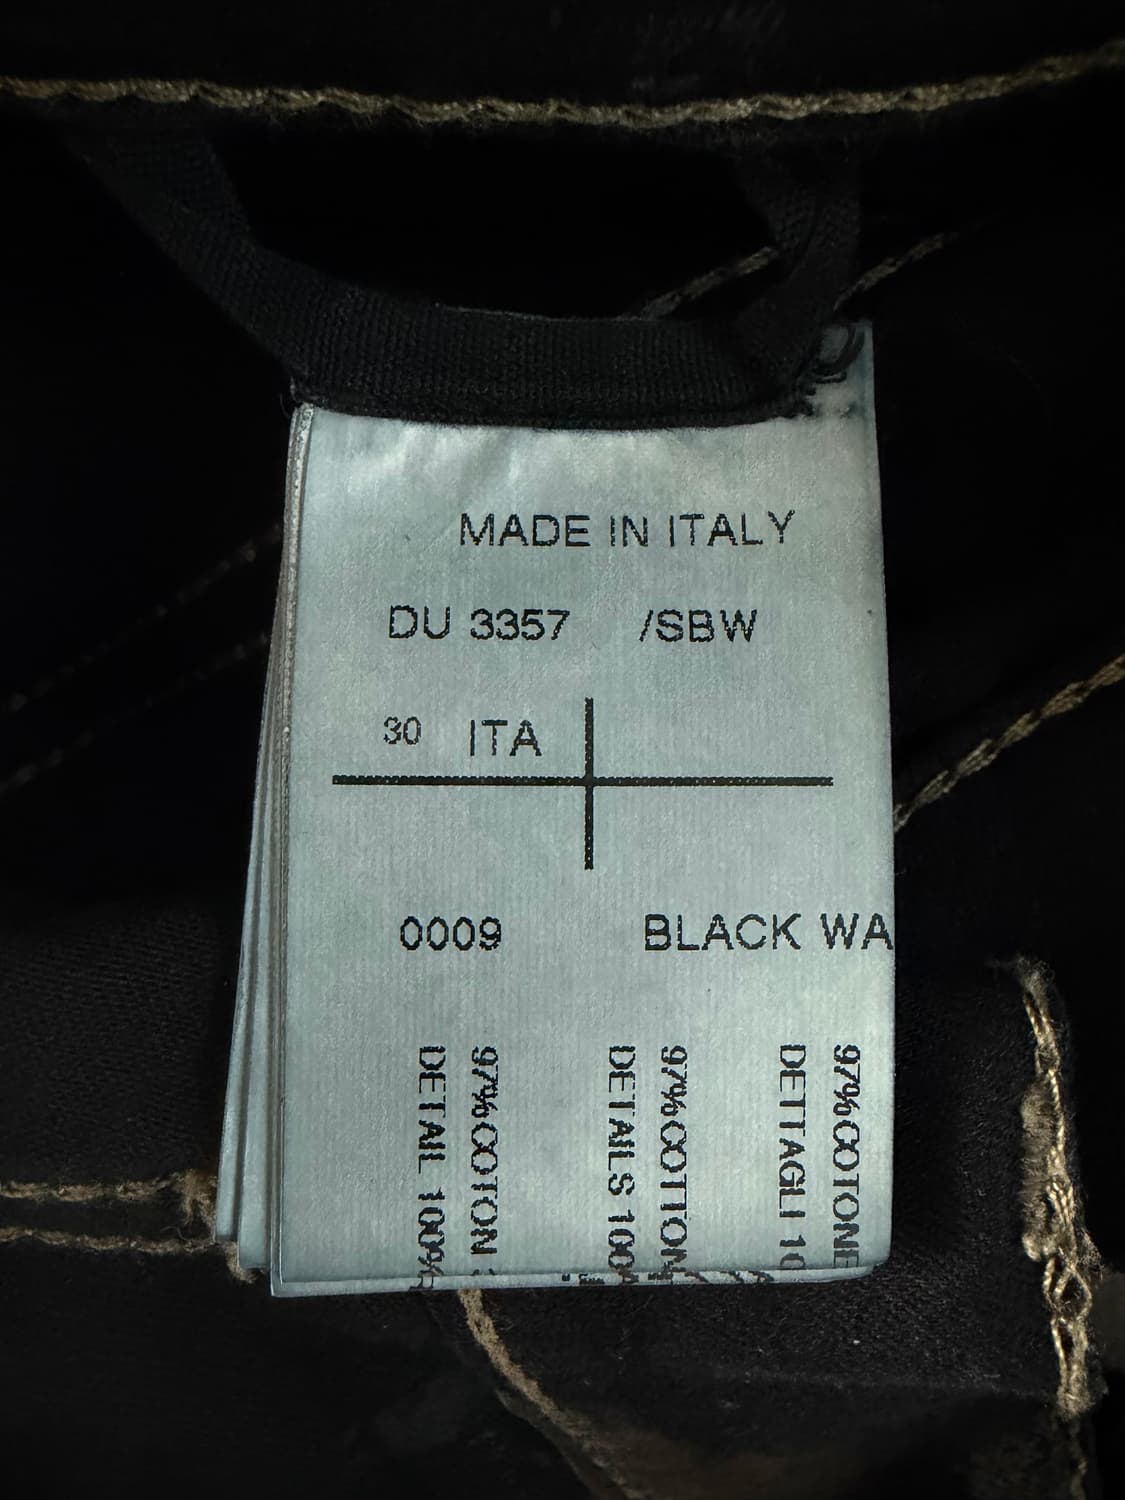 MADE IN ITALY
DU 3357 /SBW
30 ITA
0009 BLACK WA
97% COTONE
DETTAGLI 10
97% COTTON
DETAILS 100
97% COTON
DETAIL 100%